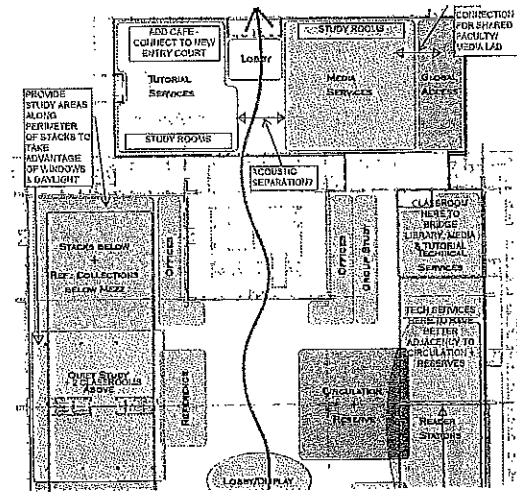 ADD CAFE -
CONNECT TO NEW
ENTRY COURT
LOBBY
STUDY ROOMS
CONNECTION
FOR SHARED
FACULTY/
MEDIA LAB
TUTORIAL
SERVICES
MEDIA
SERVICES
GLOBAL
ACCESS
STUDY ROOMS
PROVIDE
STUDY AREAS
ALONG
PERIMETER
OF STACKS TO
TAKE
ADVANTAGE
OF WINDOWS
& DAYLIGHT
ACOUSTIC
SEPARATION?
CLASSROOM
HERE TO
BRIDGE
LIBRARY, MEDIA
& TUTORIAL
TECHNICAL
SERVICES
STACKS BELOW
+
REF. COLLECTIONS
BELOW MEZZ
OFFICES
OFFICES
GROUP STUDY
TECH SERVICES
HERE TO HAVE
BETTER
ADJACENCY TO
CIRCULATION +
RESERVES
QUIET STUDY
+ CLASSROOMS
ABOVE
REFERENCE
CIRCULATION
+
RESERVE
READER
STATIONS
LOBBY/DISPLAY